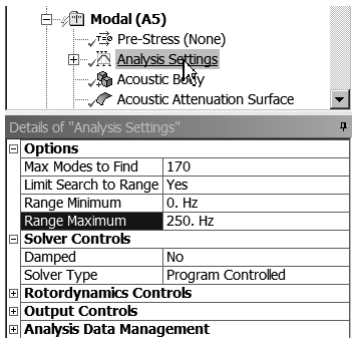 Modal (A5)
Pre-Stress (None)
Analysis Settings
Acoustic Body
Acoustic Attenuation Surface
Details of "Analysis Settings"
Options
Max Modes to Find 170
Limit Search to Range Yes
Range Minimum 0. Hz
Range Maximum 250. Hz
Solver Controls
Damped No
Solver Type Program Controlled
Rotordynamics Controls
Output Controls
Analysis Data Management